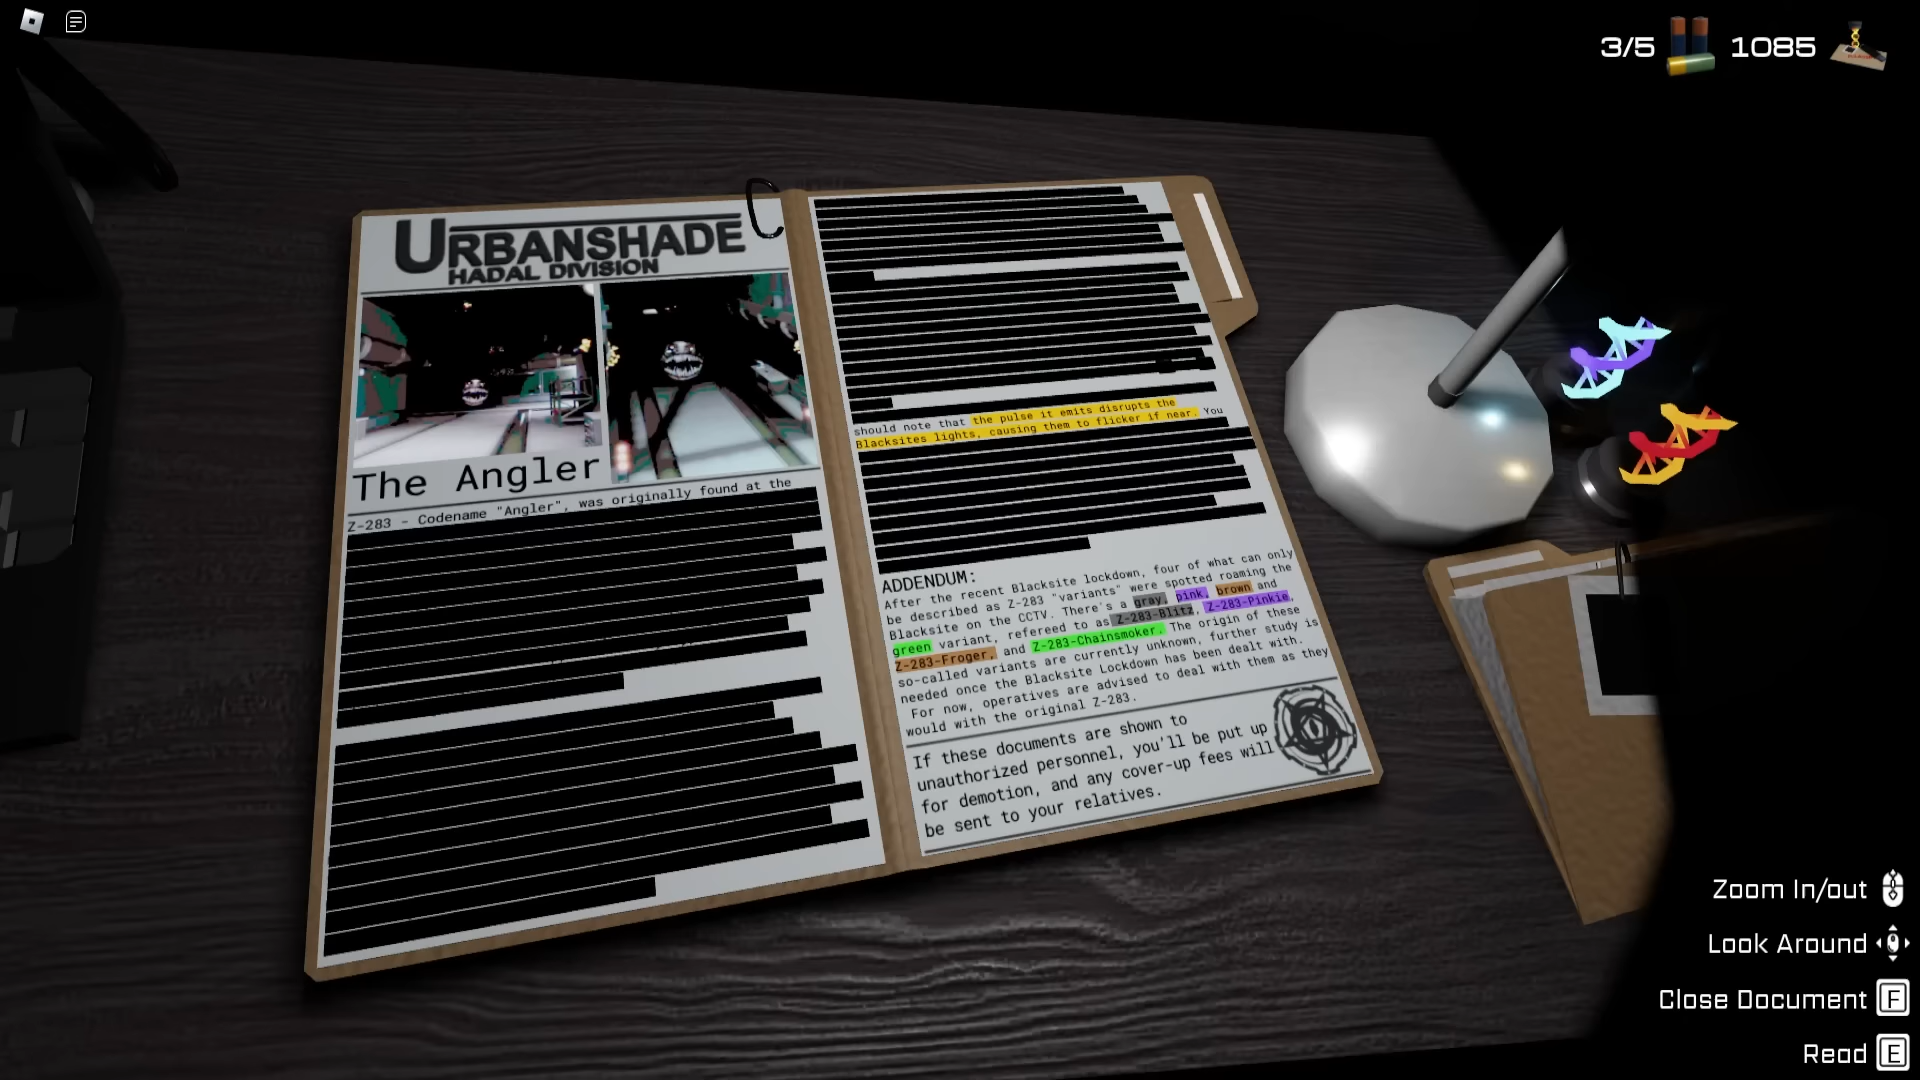 3/5
1085
URBANSHADE
HADAL DIVISION
The Angler
Z-283 - Codename "Angler", was originally found at the
should note that the pulse it emits disrupts the
Blacksites lights, causing them to flicker if near. You
ADDENDUM:
After the recent Blacksite lockdown, four of what can only
be described as Z-283 "variants" were spotted roaming the
Blacksite on the CCTV. There's a gray, pink, brown and
green variant, refereed to as Z-283-Blitz, Z-283-Pinkie,
Z-283-Froger, and Z-283-Chainsmoker. The origin of these
so-called variants are currently unknown, further study is
needed once the Blacksite Lockdown has been dealt with.
For now, operatives are advised to deal with them as they
would with the original Z-283.
If these documents are shown to
unauthorized personnel, you'll be put up
for demotion, and any cover-up fees will
be sent to your relatives.
Zoom In/out
Look Around
Close Document F
Read E